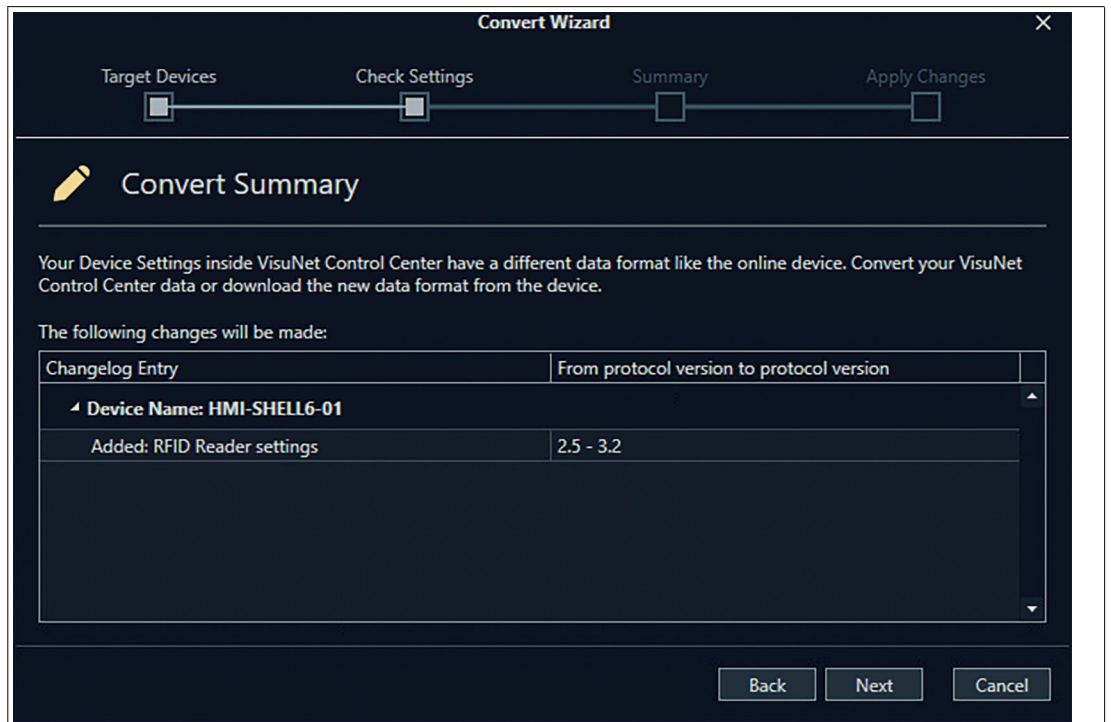 Convert Wizard
Target Devices
Check Settings
Summary
Apply Changes
Convert Summary
Your Device Settings inside VisuNet Control Center have a different data format like the online device. Convert your VisuNet
Control Center data or download the new data format from the device.
The following changes will be made:
Changelog Entry
From protocol version to protocol version
Device Name: HMI-SHELL6-01
Added: RFID Reader settings
2.5 - 3.2
Back
Next
Cancel